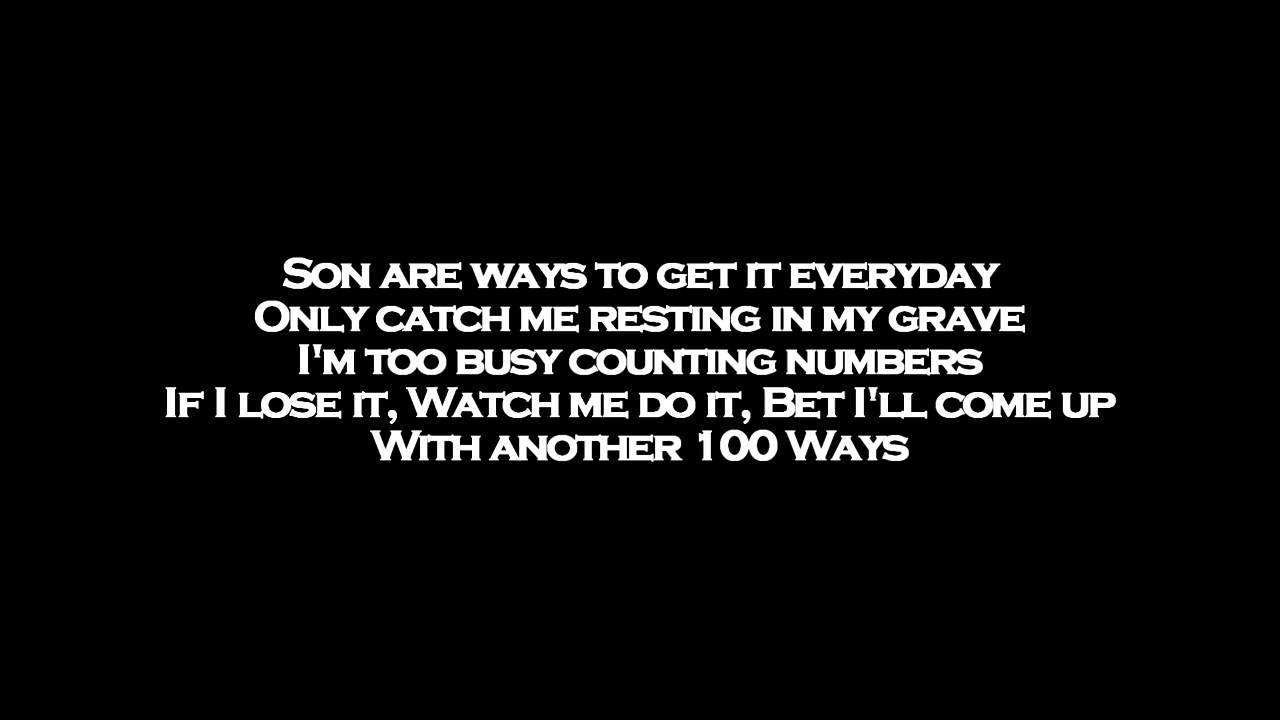 Son are ways to get it everyday
Only catch me resting in my grave
I'm too busy counting numbers
If I lose it, Watch me do it, Bet I'll come up
With another 100 Ways